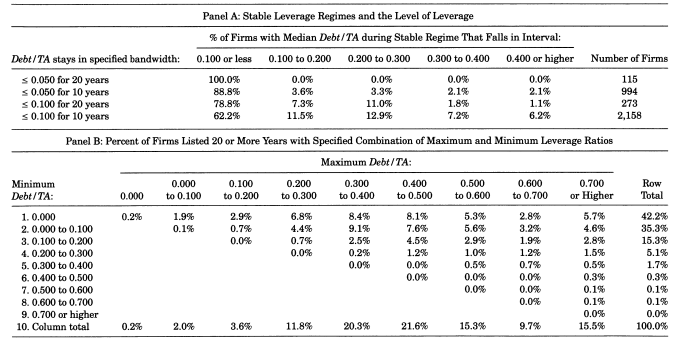 Panel A: Stable Leverage Regimes and the Level of Leverage
% of Firms with Median Debt/TA during Stable Regime That Falls in Interval:
Debt/TA stays in specified bandwidth: 0.100 or less 0.100 to 0.200 0.200 to 0.300 0.300 to 0.400 0.400 or higher Number of Firms
≤ 0.050 for 20 years 100.0% 0.0% 0.0% 0.0% 0.0% 115
≤ 0.050 for 10 years 88.8% 3.6% 3.3% 2.1% 2.1% 994
≤ 0.100 for 20 years 78.8% 7.3% 11.0% 1.8% 1.1% 273
≤ 0.100 for 10 years 62.2% 11.5% 12.9% 7.2% 6.2% 2,158
Panel B: Percent of Firms Listed 20 or More Years with Specified Combination of Maximum and Minimum Leverage Ratios
Maximum Debt/TA:
Minimum 0.000 0.100 0.200 0.300 0.400 0.500 0.600 0.700 Row
Debt/TA: 0.000 to 0.100 to 0.200 to 0.300 to 0.400 to 0.500 to 0.600 to 0.700 or Higher Total
1. 0.000 0.2% 1.9% 2.9% 6.8% 8.4% 8.1% 5.3% 2.8% 5.7% 42.2%
2. 0.000 to 0.100 0.1% 0.7% 4.4% 9.1% 7.6% 5.6% 3.2% 4.6% 35.3%
3. 0.100 to 0.200 0.0% 0.7% 2.5% 4.5% 2.9% 1.9% 2.8% 15.3%
4. 0.200 to 0.300 0.0% 0.2% 1.2% 1.0% 1.2% 1.5% 5.1%
5. 0.300 to 0.400 0.0% 0.0% 0.5% 0.7% 0.5% 1.7%
6. 0.400 to 0.500 0.0% 0.0% 0.0% 0.3% 0.3%
7. 0.500 to 0.600 0.0% 0.0% 0.1% 0.1%
8. 0.600 to 0.700 0.0% 0.1% 0.1%
9. 0.700 or higher 0.0% 0.0%
10. Column total 0.2% 2.0% 3.6% 11.8% 20.3% 21.6% 15.3% 9.7% 15.5% 100.0%